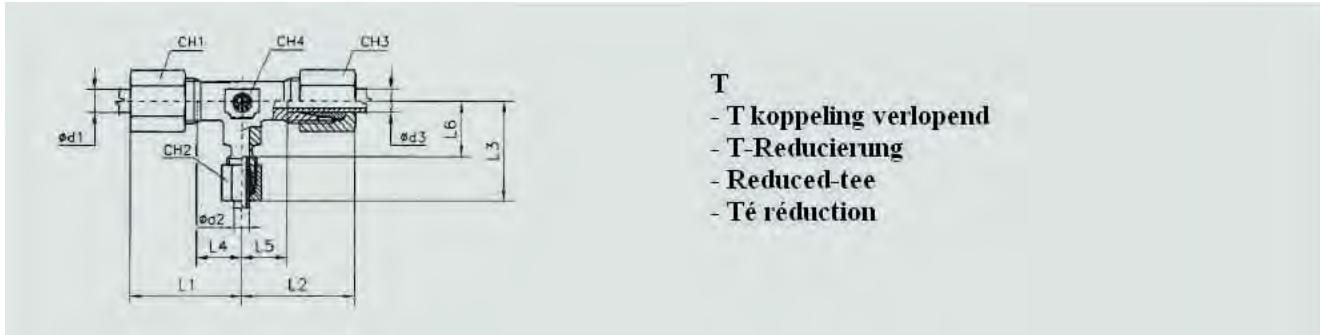 CH1
CH4
CH3
Ød1
Ød3
L6
L3
CH2
Ød2
L4
L5
L1
L2
T
- T koppeling verlopend
- T-Reducierung
- Reduced-tee
- Té réduction